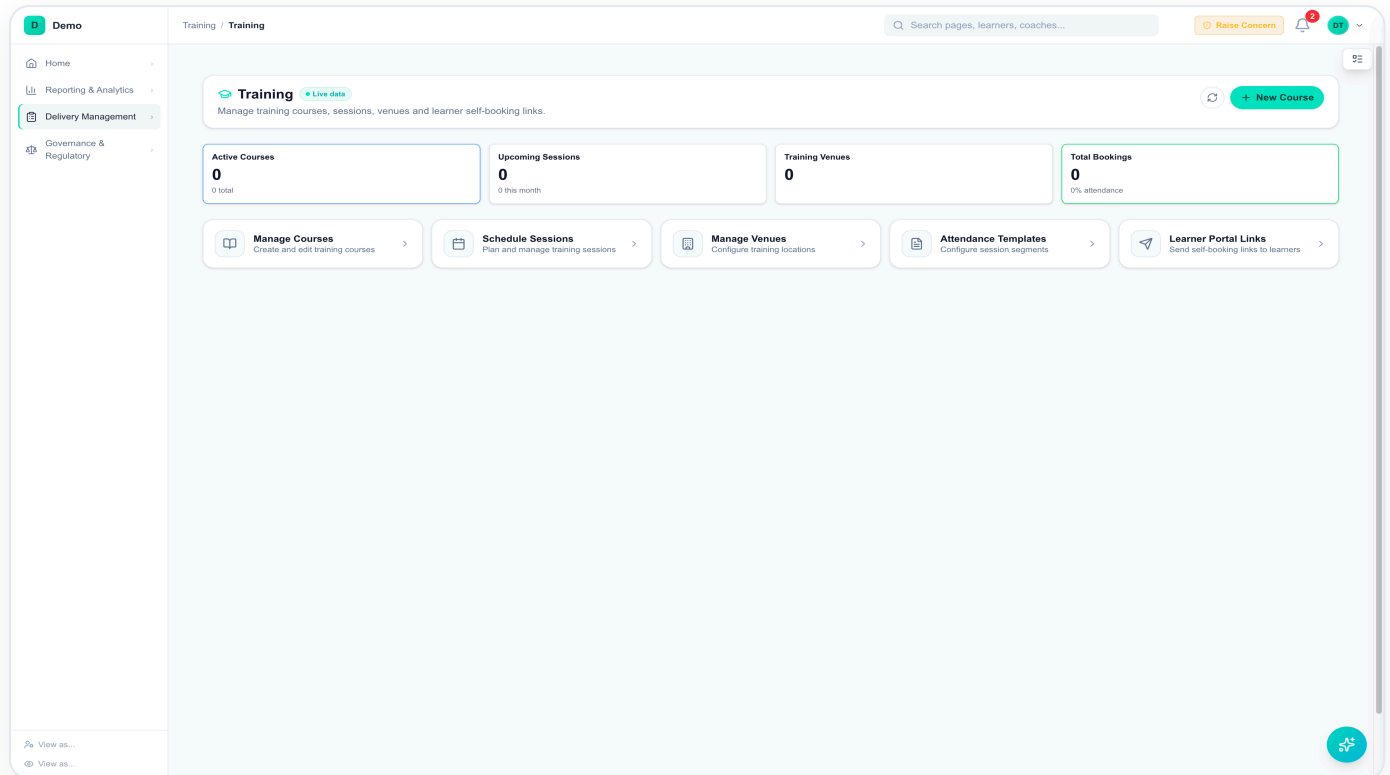 D Demo
Training / Training
Search pages, learners, coaches...
Raise Concern
2
DT
Home
Reporting & Analytics
Delivery Management
Governance &
Regulatory
Training
Live data
Manage training courses, sessions, venues and learner self-booking links.
+ New Course
Active Courses
0
0 total
Upcoming Sessions
0
0 this month
Training Venues
0
Total Bookings
0
0% attendance
Manage Courses
Create and edit training courses
Schedule Sessions
Plan and manage training sessions
Manage Venues
Configure training locations
Attendance Templates
Configure session segments
Learner Portal Links
Send self-booking links to learners
View as...
View as...